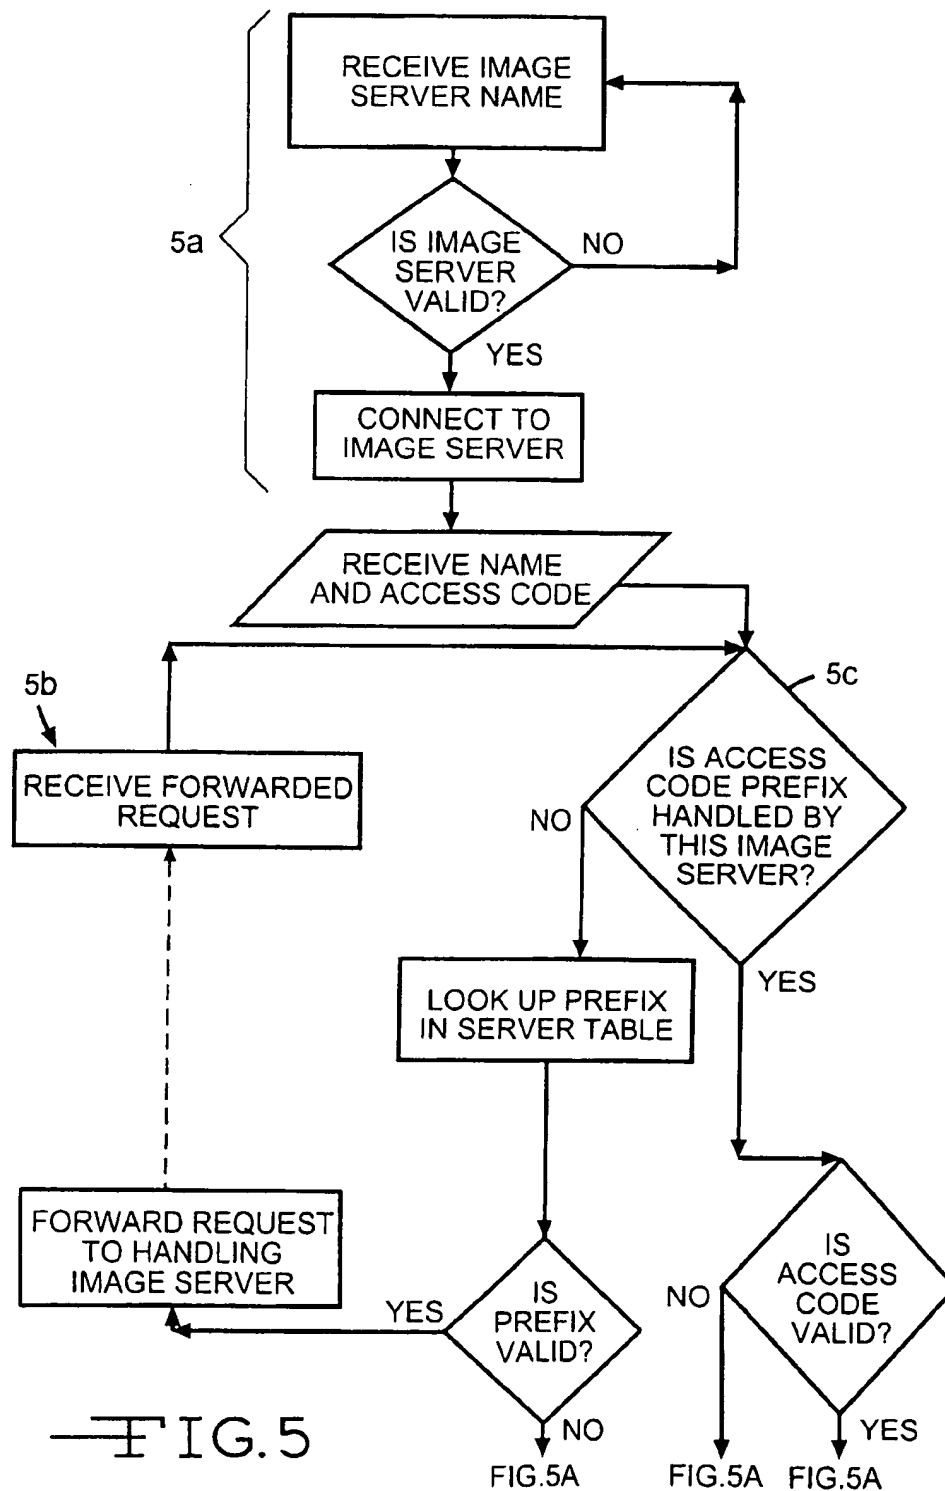 RECEIVE IMAGE
SERVER NAME
5a
IS IMAGE
SERVER
VALID?
NO
YES
CONNECT TO
IMAGE SERVER
RECEIVE NAME
AND ACCESS CODE
5b
5c
RECEIVE FORWARDED
REQUEST
IS ACCESS
CODE PREFIX
HANDLED BY
THIS IMAGE
SERVER?
NO
YES
LOOK UP PREFIX
IN SERVER TABLE
FORWARD REQUEST
TO HANDLING
IMAGE SERVER
YES
IS
PREFIX
VALID?
NO
IS
ACCESS
CODE
VALID?
NO
YES
FIG.5A
FIG.5A
FIG.5A
FIG.5